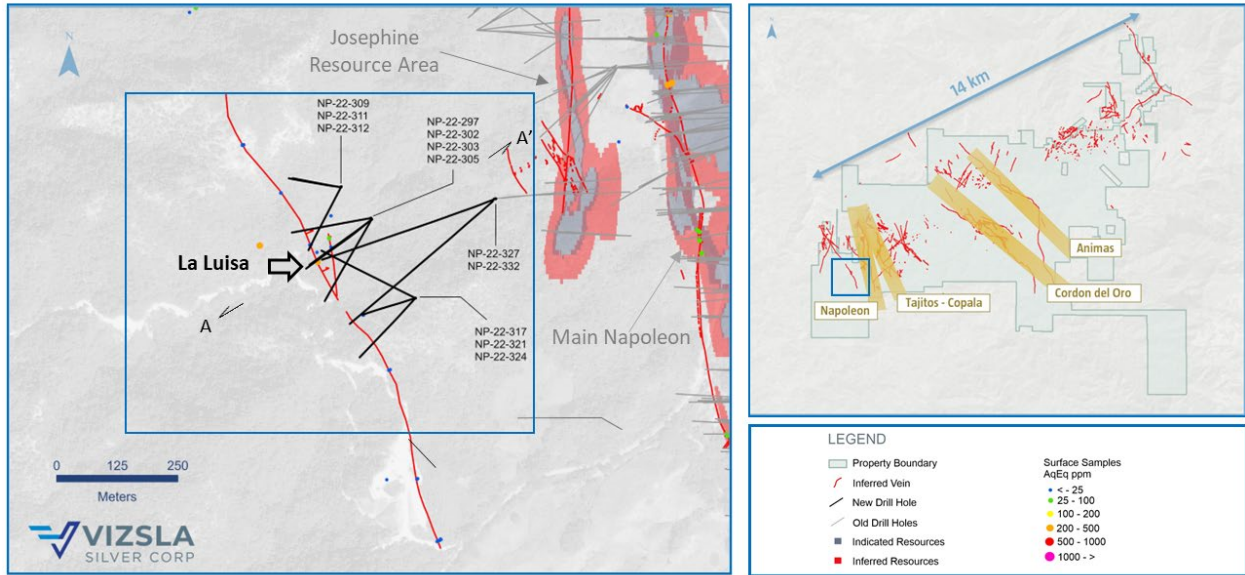 N
Josephine
Resource Area
NP-22-309
NP-22-311
NP-22-312
NP-22-297
NP-22-302
NP-22-303
NP-22-305
A'
La Luisa
NP-22-327
NP-22-332
A
Main Napoleon
NP-22-317
NP-22-321
NP-22-324
0 125 250
Meters
VIZSLA
SILVER CORP
14 km
Animas
Cordon del Oro
Tajitos - Copala
Napoleon
LEGEND
Property Boundary
Inferred Vein
New Drill Hole
Old Drill Holes
Indicated Resources
Inferred Resources
Surface Samples
AqEq ppm
< - 25
25 - 100
100 - 200
200 - 500
500 - 1000
1000 - >